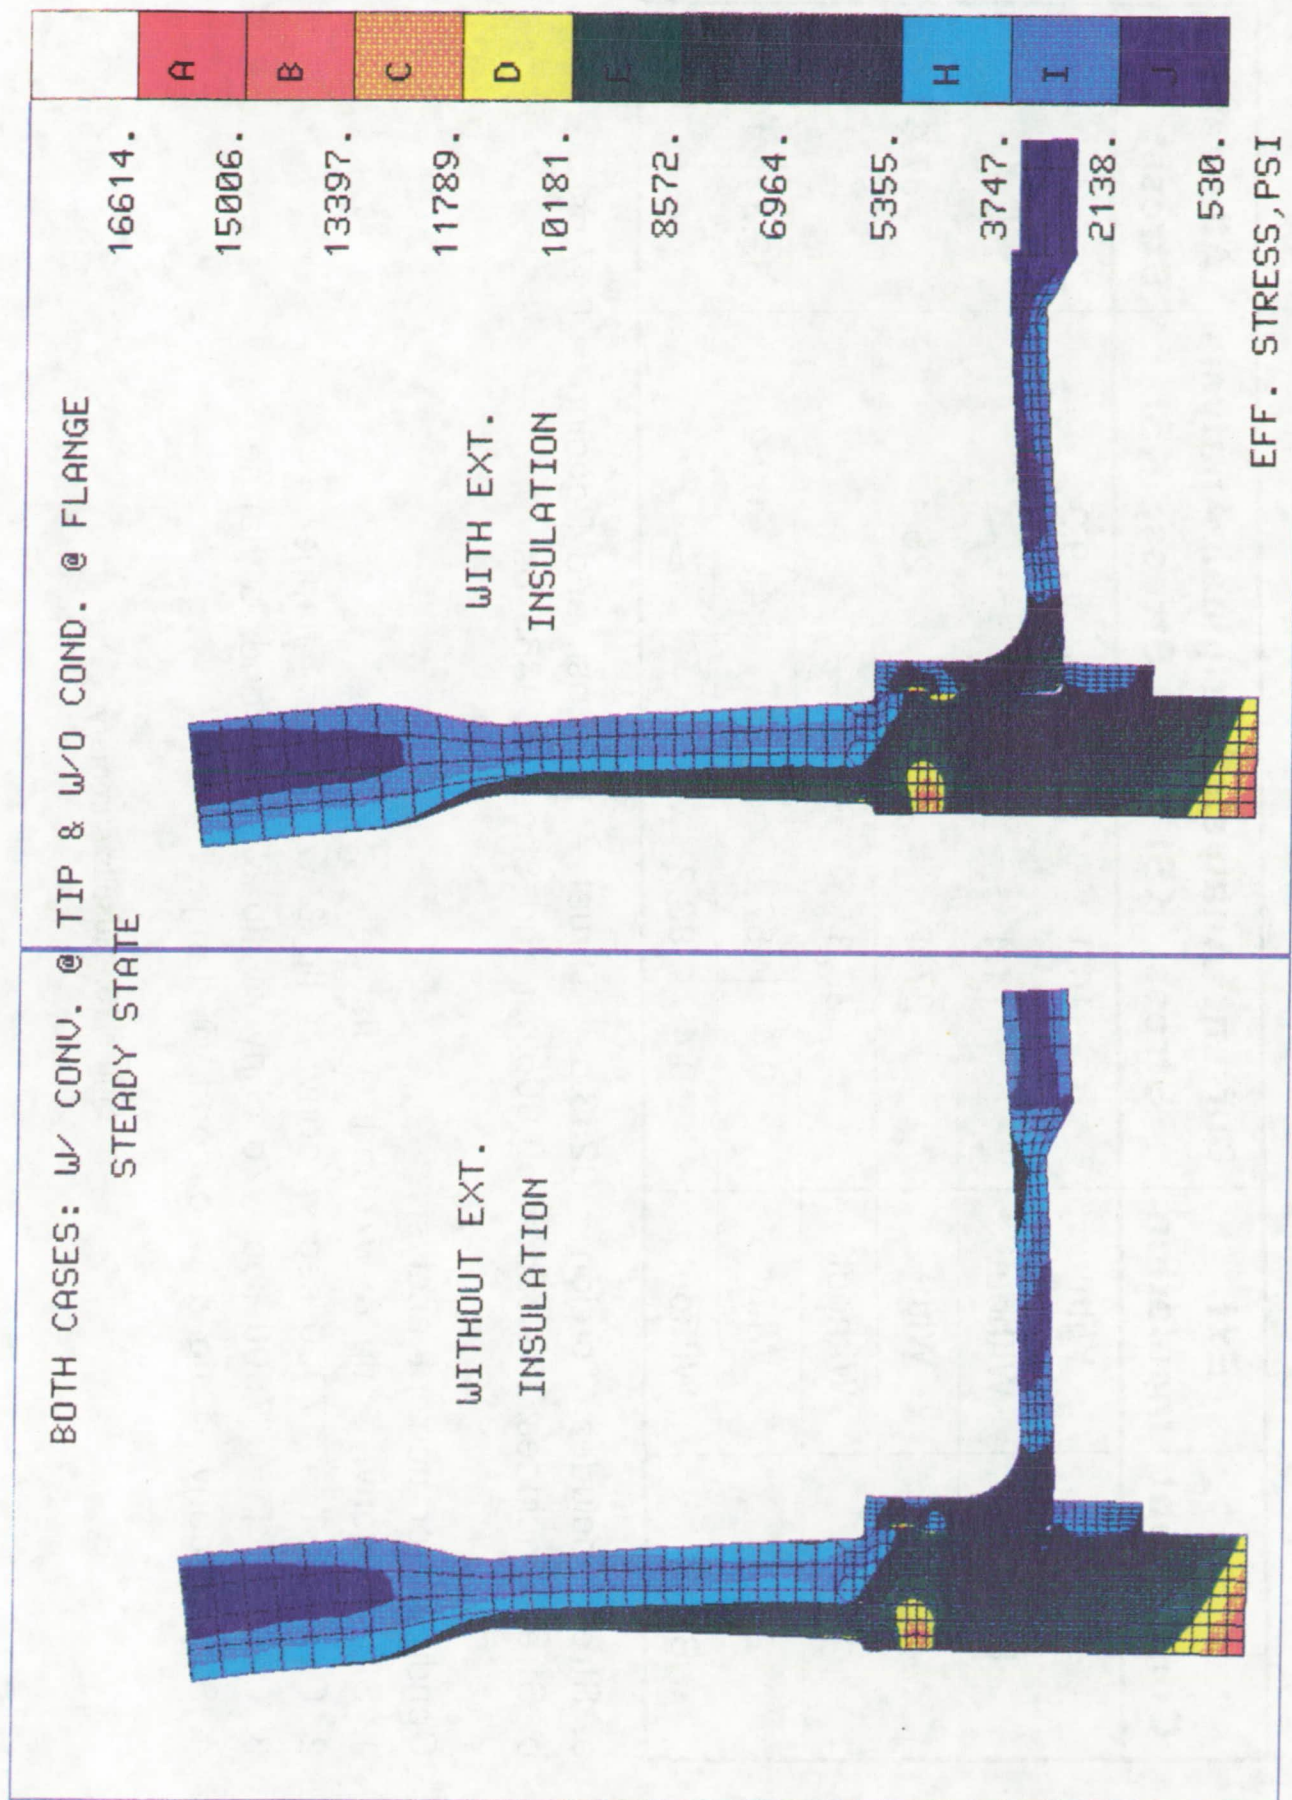 BOTH CASES: W/ CONV. @ TIP & W/O COND. @ FLANGE
STEADY STATE
WITHOUT EXT.
INSULATION
WITH EXT.
INSULATION
A
B
C
D
E
H
I
J
16614.
15006.
13397.
11789.
10181.
8572.
6964.
5355.
3747.
2138.
530.
EFF. STRESS,PSI